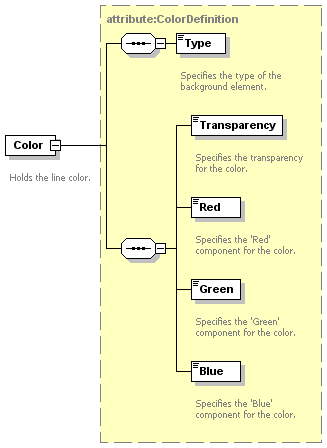 attribute:ColorDefinition
Type
Specifies the type of the
background element.
Color
Holds the line color.
Transparency
Specifies the transparency
for the color.
Red
Specifies the 'Red'
component for the color.
Green
Specifies the 'Green'
component for the color.
Blue
Specifies the 'Blue'
component for the color.